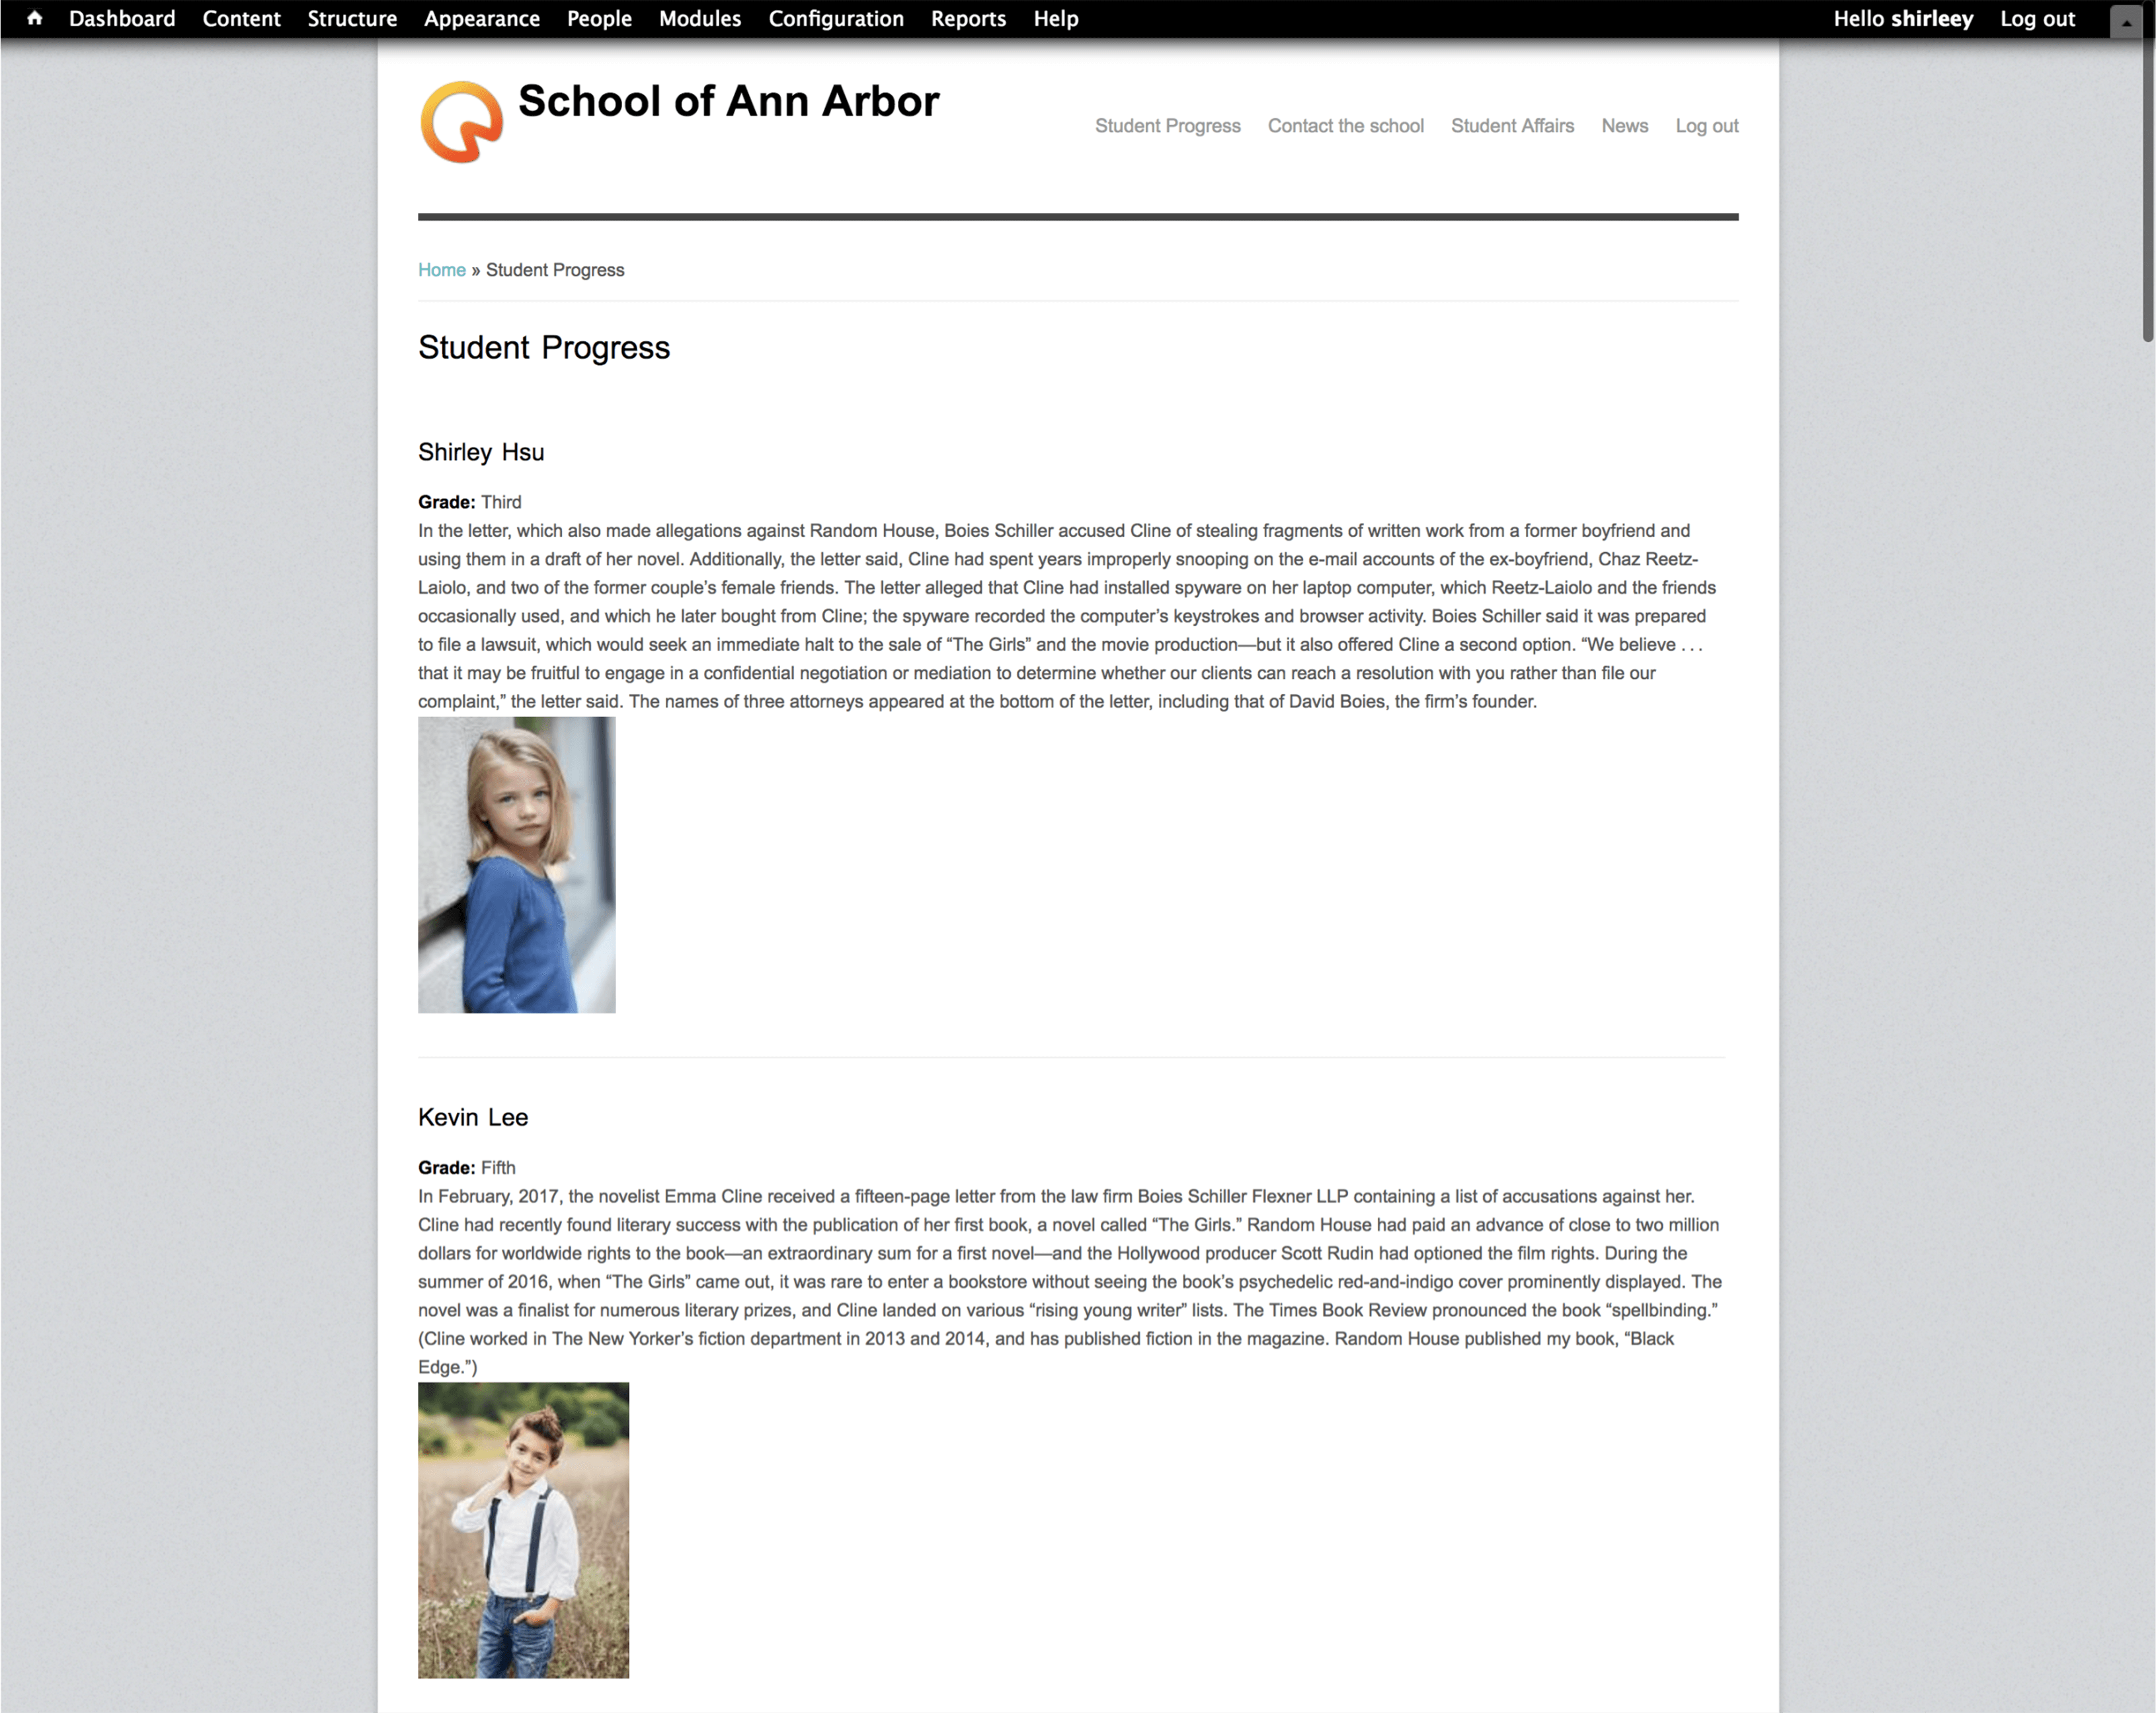 Dashboard Content Structure Appearance People Modules Configuration Reports Help Hello shirleey Log out
School of Ann Arbor
Student Progress Contact the school Student Affairs News Log out
Home » Student Progress
Student Progress
Shirley Hsu
Grade: Third
In the letter, which also made allegations against Random House, Boies Schiller accused Cline of stealing fragments of written work from a former boyfriend and
using them in a draft of her novel. Additionally, the letter said, Cline had spent years improperly snooping on the e-mail accounts of the ex-boyfriend, Chaz Reetz-
Laiolo, and two of the former couple’s female friends. The letter alleged that Cline had installed spyware on her laptop computer, which Reetz-Laiolo and the friends
occasionally used, and which he later bought from Cline; the spyware recorded the computer’s keystrokes and browser activity. Boies Schiller said it was prepared
to file a lawsuit, which would seek an immediate halt to the sale of “The Girls” and the movie production—but it also offered Cline a second option. “We believe . . .
that it may be fruitful to engage in a confidential negotiation or mediation to determine whether our clients can reach a resolution with you rather than file our
complaint,” the letter said. The names of three attorneys appeared at the bottom of the letter, including that of David Boies, the firm’s founder.
Kevin Lee
Grade: Fifth
In February, 2017, the novelist Emma Cline received a fifteen-page letter from the law firm Boies Schiller Flexner LLP containing a list of accusations against her.
Cline had recently found literary success with the publication of her first book, a novel called “The Girls.” Random House had paid an advance of close to two million
dollars for worldwide rights to the book—an extraordinary sum for a first novel—and the Hollywood producer Scott Rudin had optioned the film rights. During the
summer of 2016, when “The Girls” came out, it was rare to enter a bookstore without seeing the book’s psychedelic red-and-indigo cover prominently displayed. The
novel was a finalist for numerous literary prizes, and Cline landed on various “rising young writer” lists. The Times Book Review pronounced the book “spellbinding.”
(Cline worked in The New Yorker’s fiction department in 2013 and 2014, and has published fiction in the magazine. Random House published my book, “Black
Edge.”)